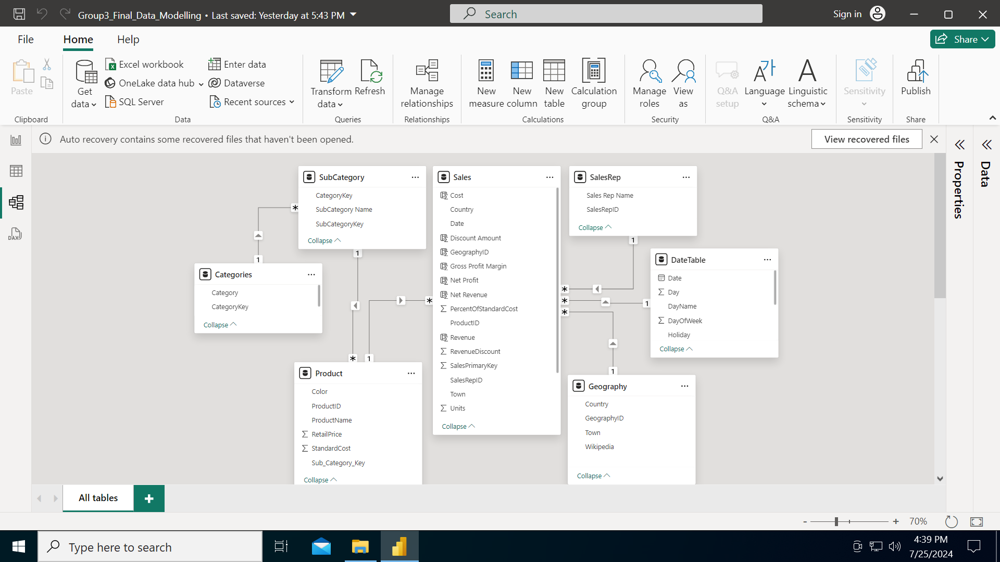 Group3_Final_Data_Modelling • Last saved: Yesterday at 5:43 PM
Search
Sign in
File
Home
Help
Share
Paste
Clipboard
Get data
Excel workbook
OneLake data hub
SQL Server
Enter data
Dataverse
Recent sources
Data
Transform data
Refresh
Queries
Manage relationships
Relationships
New measure
New column
New table
Calculation group
Calculations
Manage roles
View as
Security
Q&A setup
Language
Linguistic schema
Q&A
Sensitivity
Sensitivity
Publish
Share
Auto recovery contains some recovered files that haven't been opened.
View recovered files
Properties
Data
DAX
SubCategory
CategoryKey
SubCategory Name
SubCategoryKey
Collapse
*
1
1
Categories
Category
CategoryKey
Collapse
*
1
*
Product
Color
ProductID
ProductName
RetailPrice
StandardCost
Sub_Category_Key
Collapse
Sales
Cost
Country
Date
Discount Amount
GeographyID
Gross Profit Margin
Net Profit
Net Revenue
PercentOfStandardCost
ProductID
Revenue
RevenueDiscount
SalesPrimaryKey
SalesRepID
Town
Units
Collapse
SalesRep
Sales Rep Name
SalesRepID
Collapse
1
*
*
*
1
1
DateTable
Date
Day
DayName
DayOfWeek
Holiday
Collapse
Geography
Country
GeographyID
Town
Wikipedia
Collapse
All tables
+
- + 70%
Type here to search
4:39 PM
7/25/2024